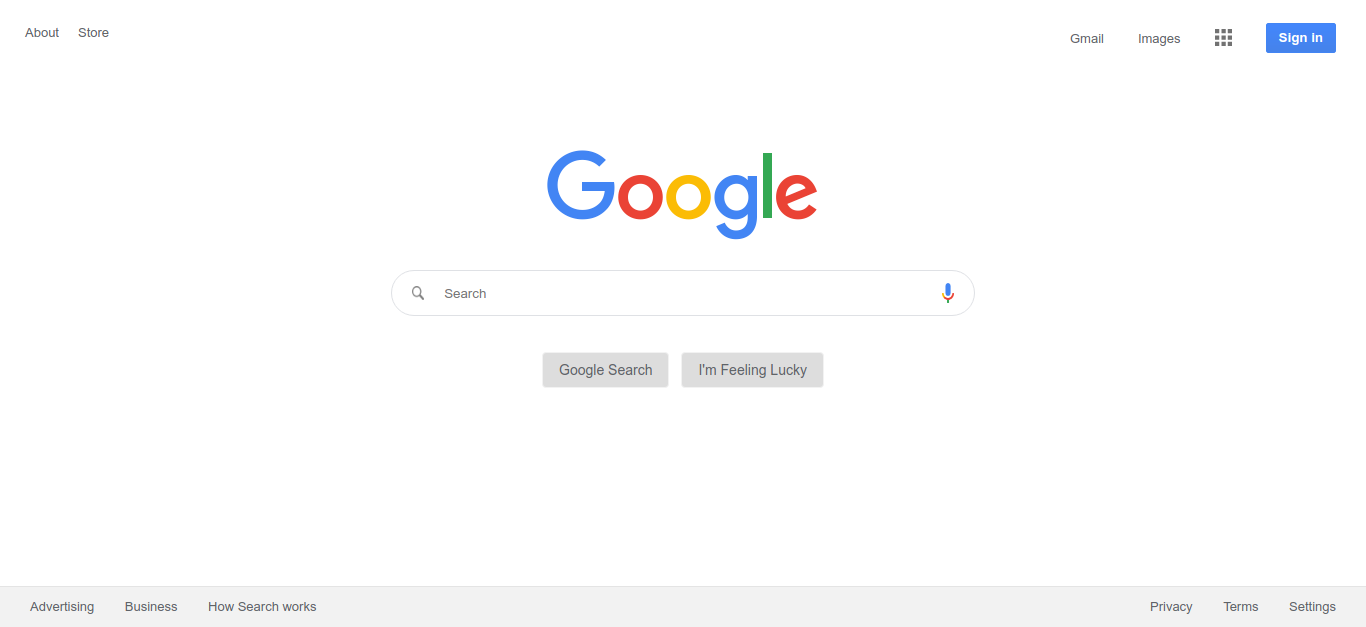 About Store
Gmail Images Sign in
Google
Search
Google Search I'm Feeling Lucky
Advertising Business How Search works
Privacy Terms Settings